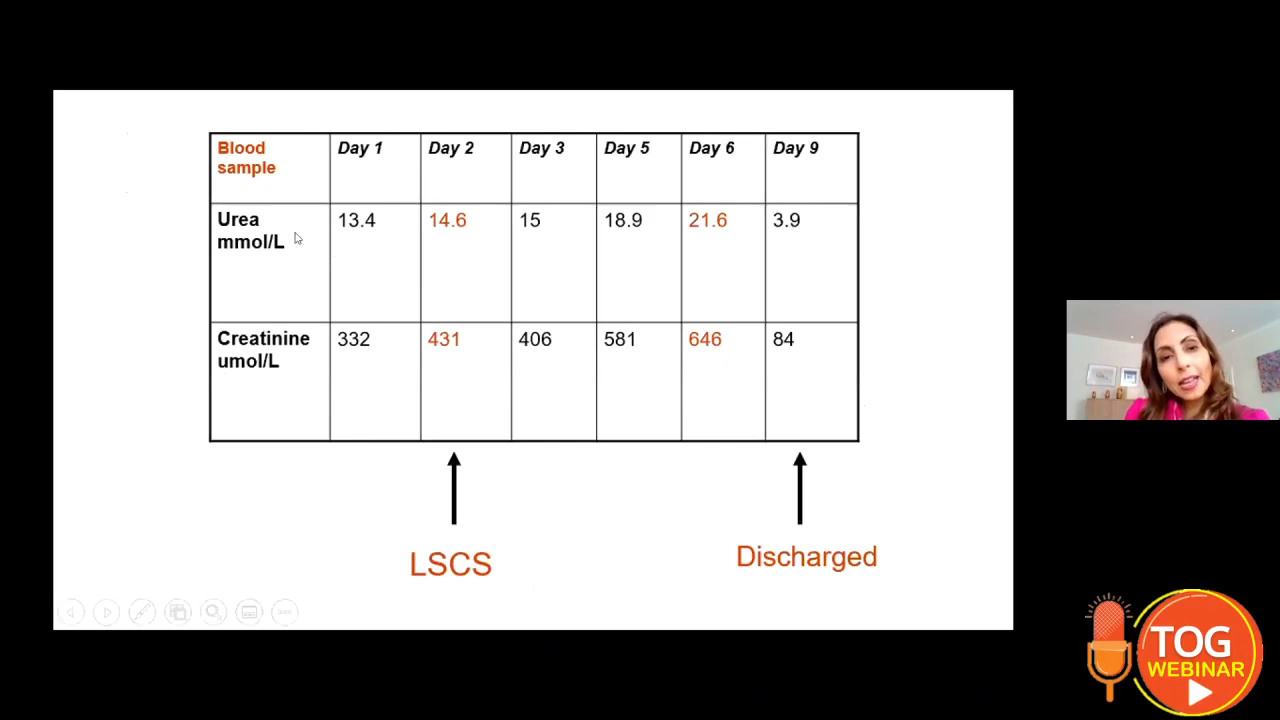 Blood sample Day 1 Day 2 Day 3 Day 5 Day 6 Day 9
Urea mmol/L 13.4 14.6 15 18.9 21.6 3.9
Creatinine umol/L 332 431 406 581 646 84
LSCS
Discharged
TOG
WEBINAR